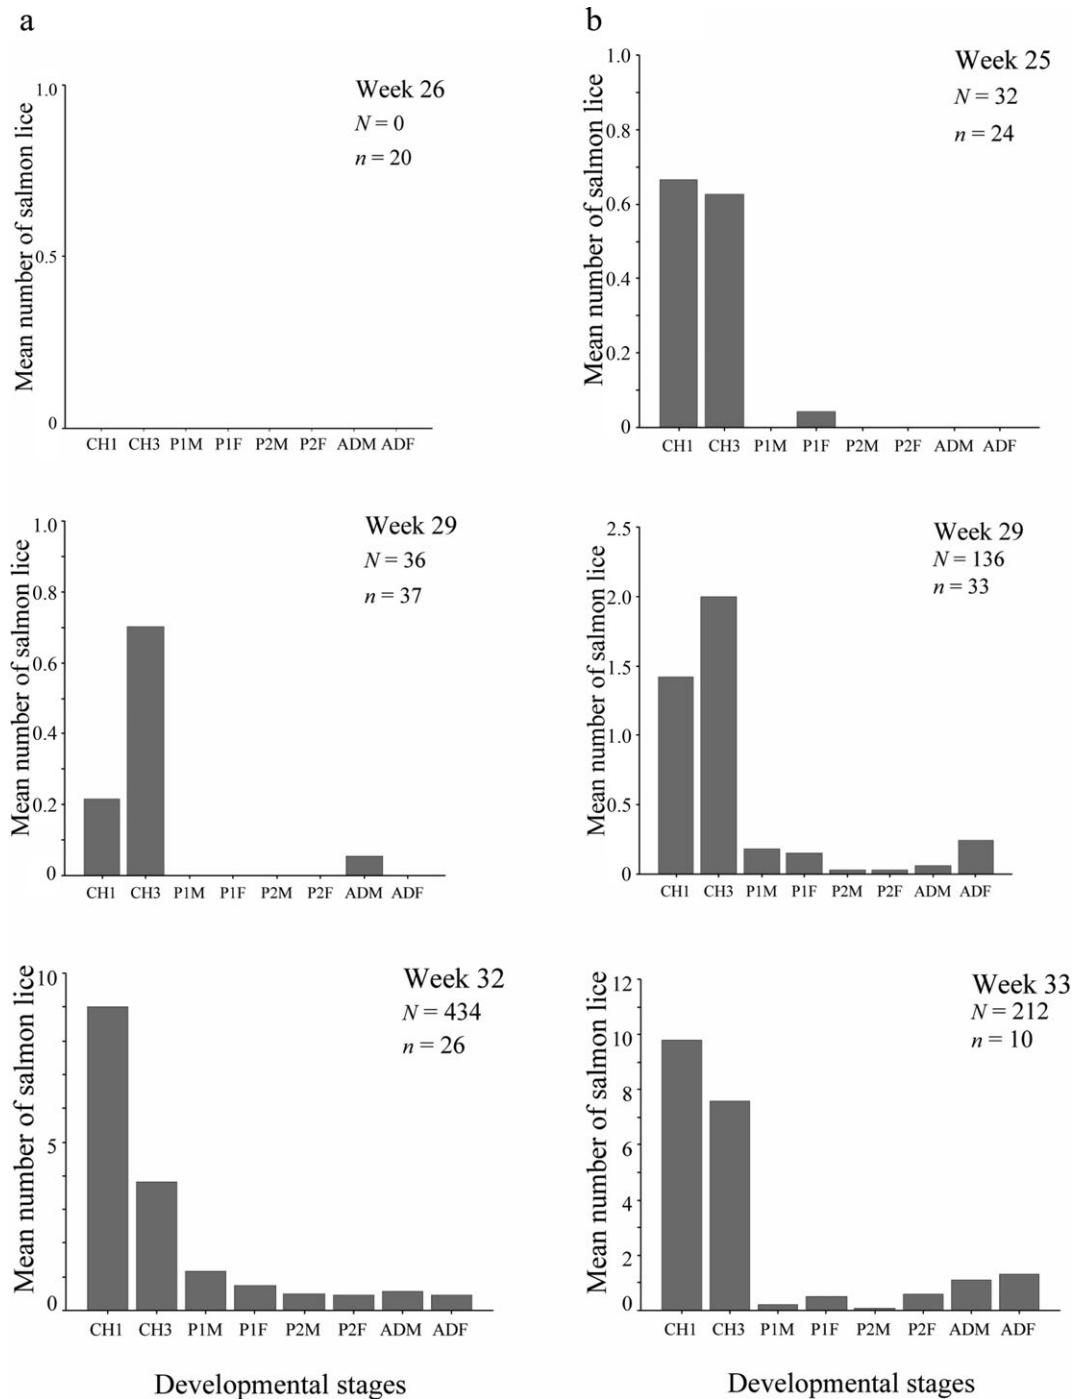 a
Week 26
N = 0
n = 20
Mean number of salmon lice
1.0
0.5
0
CH1 CH3 P1M P1F P2M P2F ADM ADF
b
Week 25
N = 32
n = 24
Mean number of salmon lice
1.0
0.8
0.6
0.4
0.2
0
CH1 CH3 P1M P1F P2M P2F ADM ADF
Week 29
N = 36
n = 37
Mean number of salmon lice
1.0
0.8
0.6
0.4
0.2
0
CH1 CH3 P1M P1F P2M P2F ADM ADF
Week 29
N = 136
n = 33
Mean number of salmon lice
2.5
2.0
1.5
1.0
0.5
0
CH1 CH3 P1M P1F P2M P2F ADM ADF
Week 32
N = 434
n = 26
Mean number of salmon lice
10
5
0
CH1 CH3 P1M P1F P2M P2F ADM ADF
Developmental stages
Week 33
N = 212
n = 10
Mean number of salmon lice
12
10
8
6
4
2
0
CH1 CH3 P1M P1F P2M P2F ADM ADF
Developmental stages